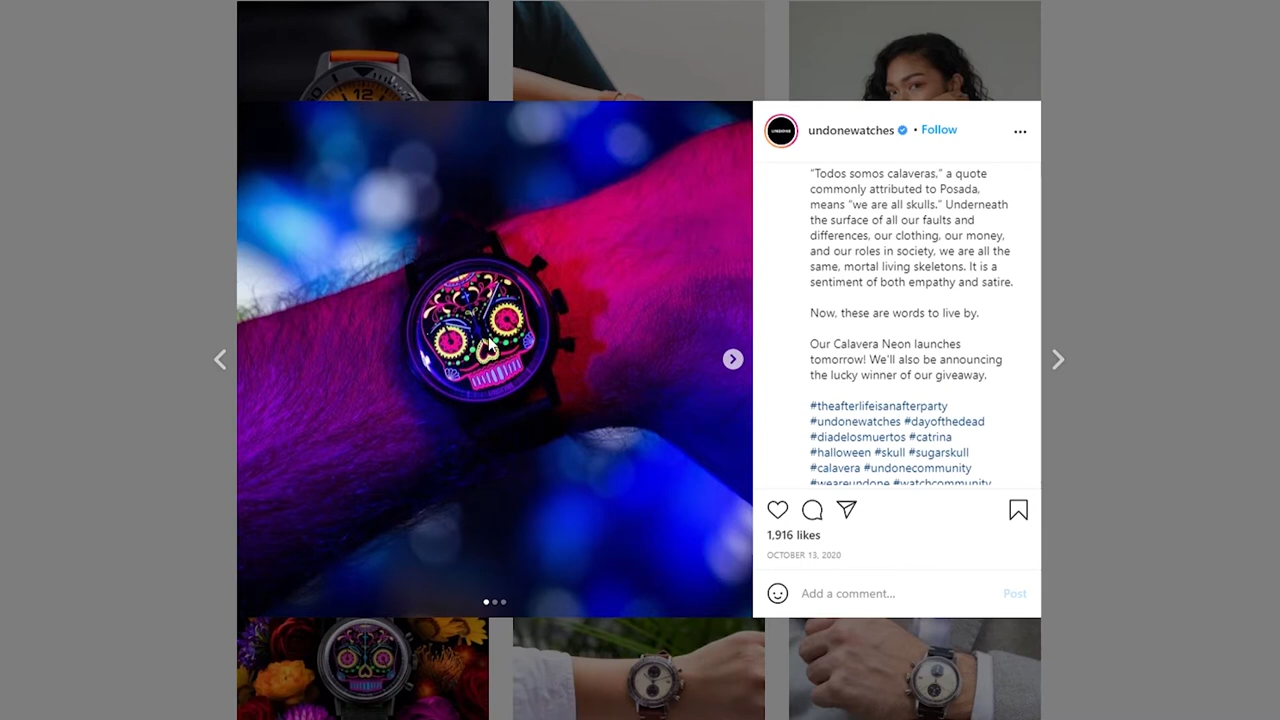 12
UNDONE
undonewatches • Follow
“Todos somos calaveras,” a quote
commonly attributed to Posada,
means “we are all skulls.” Underneath
the surface of all our faults and
differences, our clothing, our money,
and our roles in society, we are all the
same, mortal living skeletons. It is a
sentiment of both empathy and satire.
Now, these are words to live by.
Our Calavera Neon launches
tomorrow! We'll also be announcing
the lucky winner of our giveaway.
#theafterlifeisanafterparty
#undonewatches #dayofthedead
#diadelosmuertos #catrina
#halloween #skull #sugarskull
#calavera #undonecommunity
#weareundone #watchcommunity
1,916 likes
OCTOBER 13, 2020
Add a comment...
Post